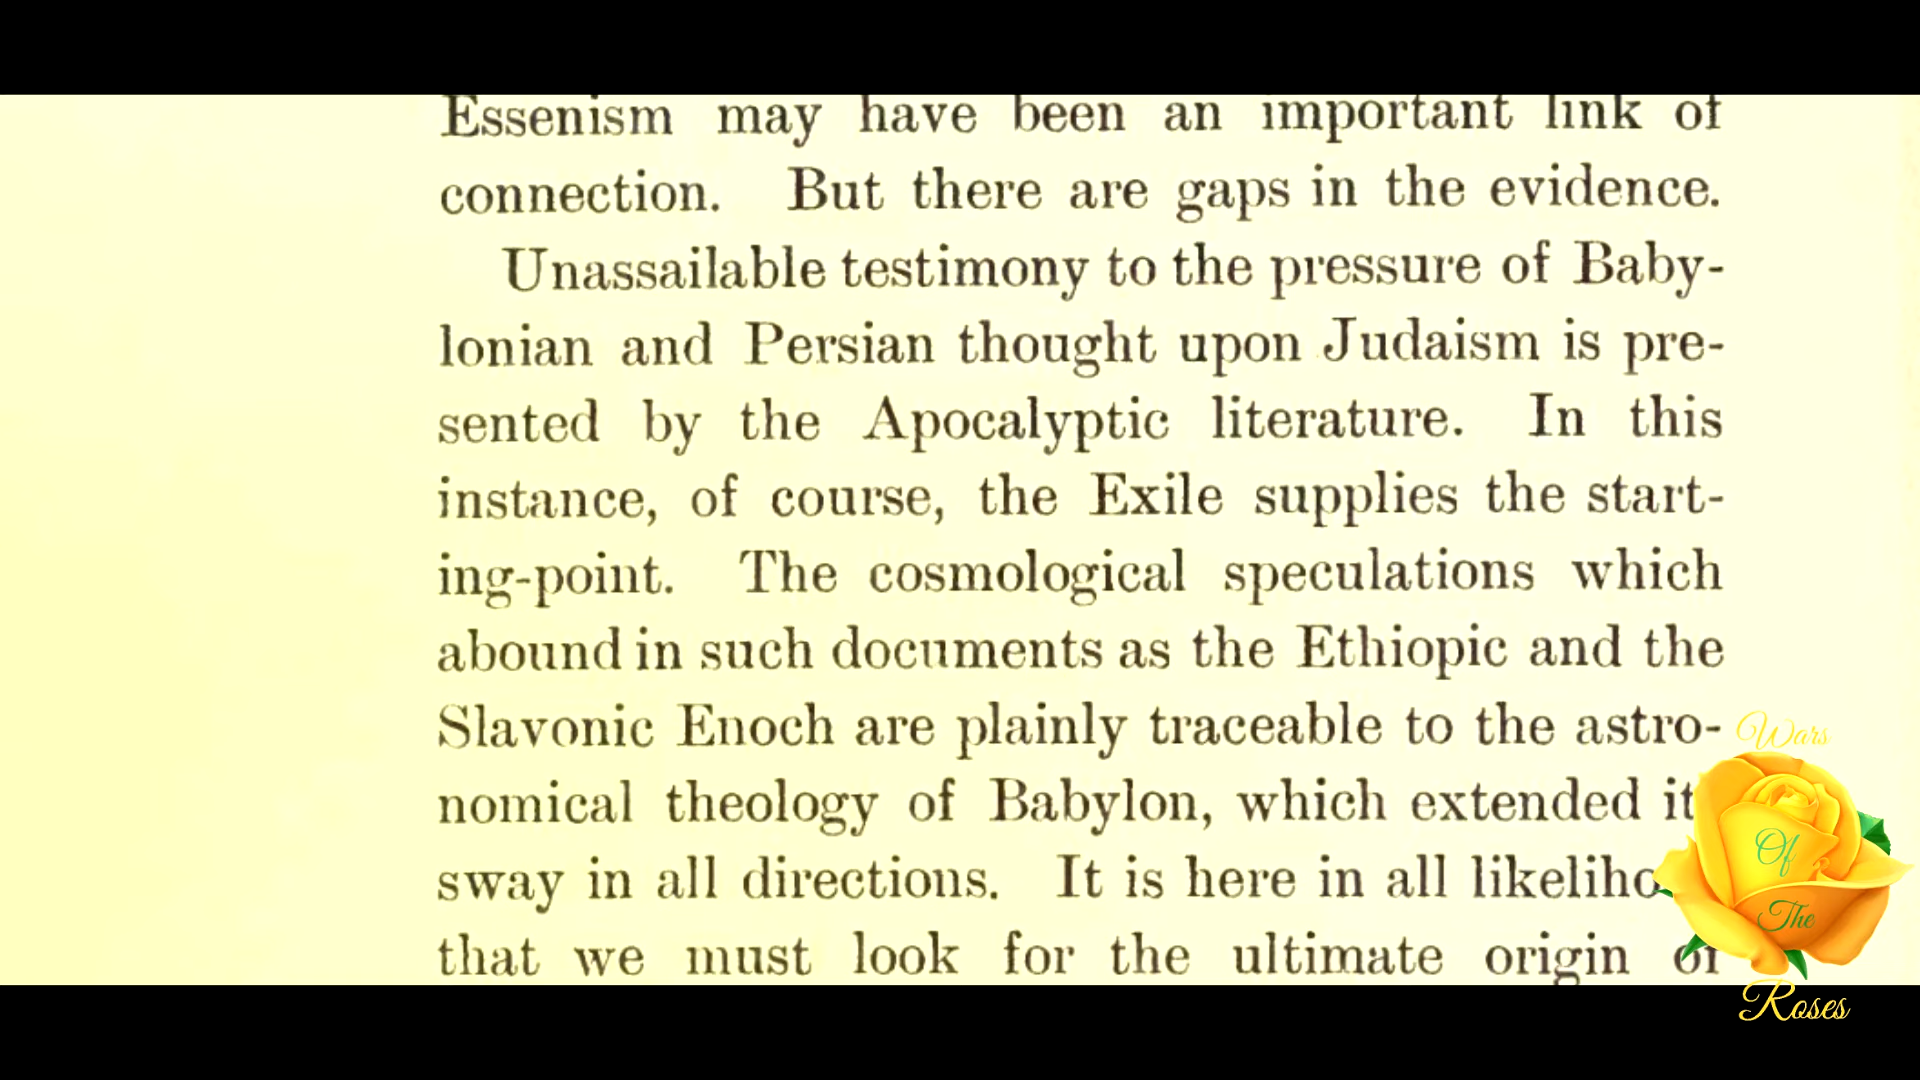 Essenism may have been an important link of
connection. But there are gaps in the evidence.
Unassailable testimony to the pressure of Baby-
lonian and Persian thought upon Judaism is pre-
sented by the Apocalyptic literature. In this
instance, of course, the Exile supplies the start-
ing-point. The cosmological speculations which
abound in such documents as the Ethiopic and the
Slavonic Enoch are plainly traceable to the astro-
nomical theology of Babylon, which extended
sway in all directions. It is here in all
that we must look for the ultimate origin of
Wars
Of
The
Roses